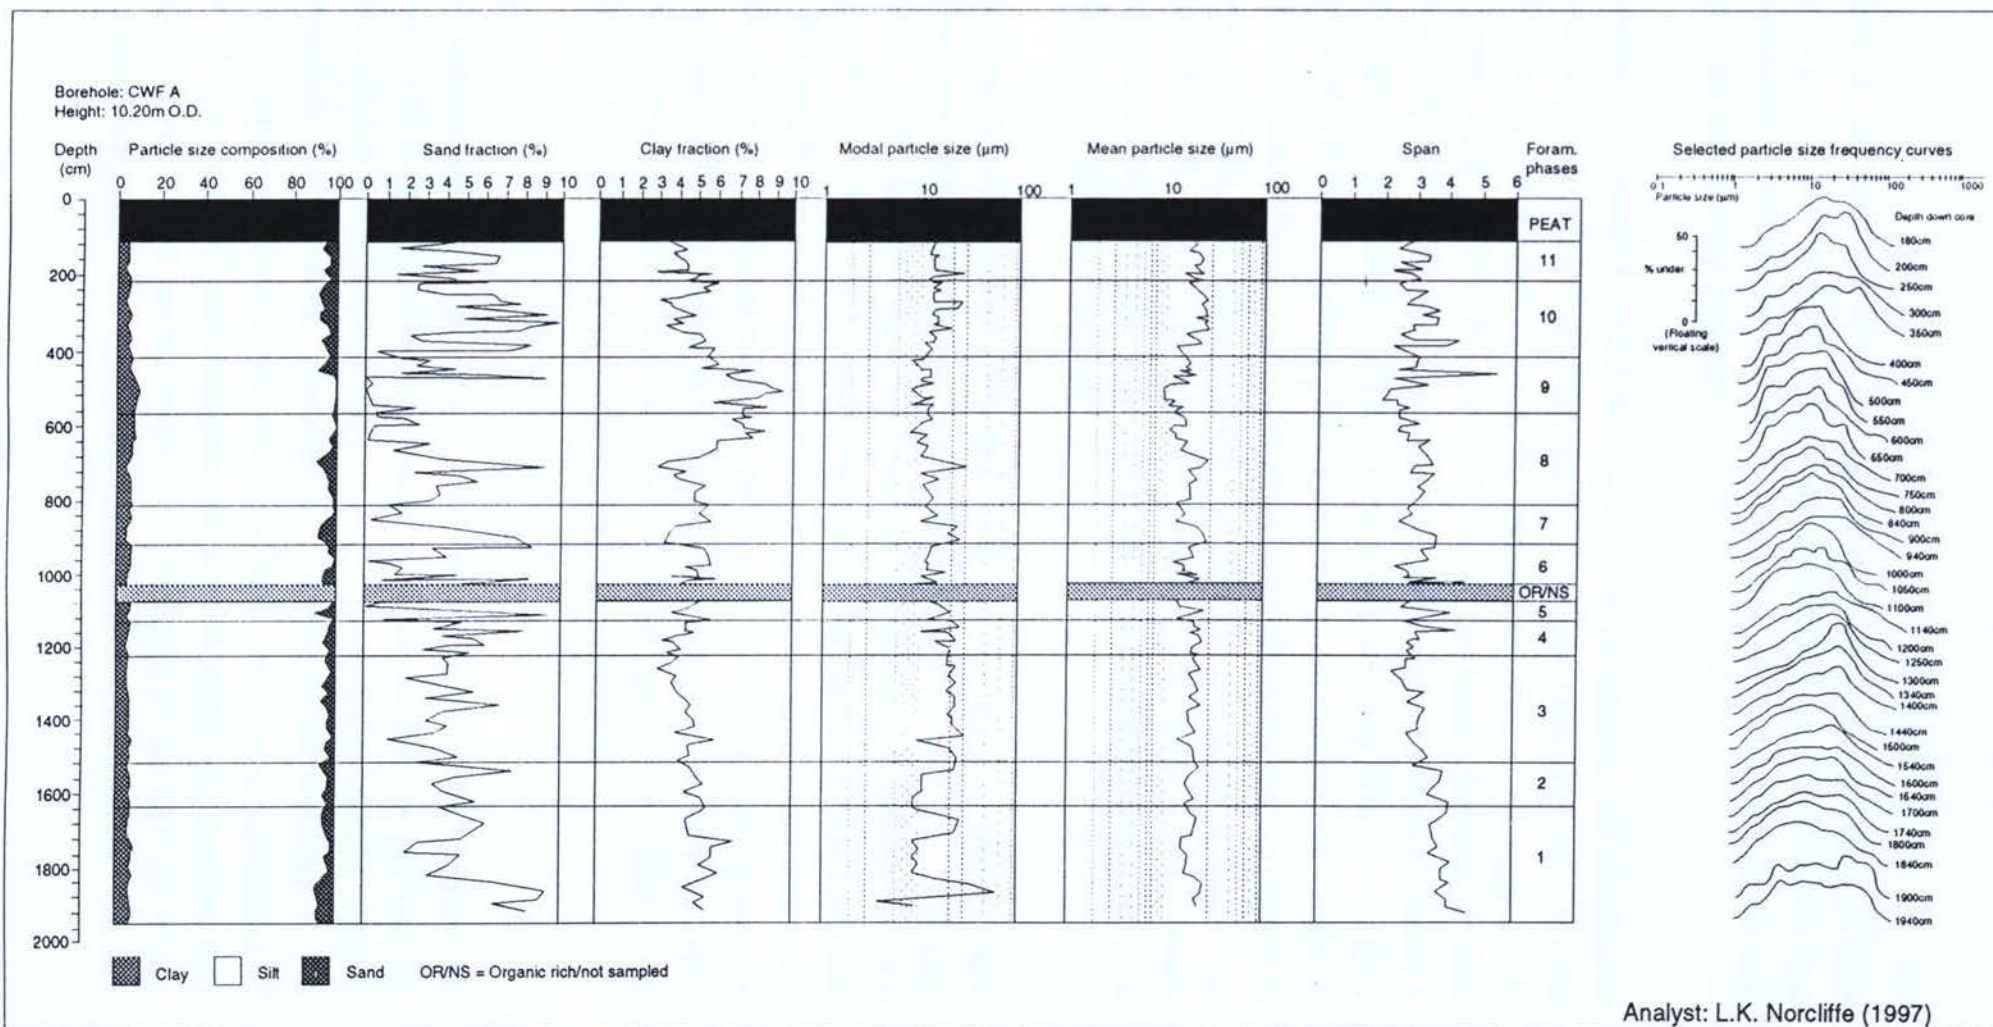 Borehole: CWF A
Height: 10.20m O.D.
Depth (cm)
Particle size composition (%)
Sand fraction (%)
Clay fraction (%)
Modal particle size (µm)
Mean particle size (µm)
Span
Foram. phases
Selected particle size frequency curves
0 20 40 60 80 100
0 1 2 3 4 5 6 7 8 9 10
0 1 2 3 4 5 6 7 8 9 10
1 10 100
1 10 100
0 1 2 3 4 5 6
0 1 1 10 100 1000
Particle size (µm)
Depth down core
0
200
400
600
800
1000
1200
1400
1600
1800
2000
PEAT
11
10
9
8
7
6
OR/NS
5
4
3
2
1
50
% under
0
(Floating
vertical scale)
180cm
200cm
250cm
300cm
350cm
400cm
450cm
500cm
550cm
600cm
650cm
700cm
750cm
800cm
840cm
900cm
940cm
1000cm
1050cm
1100cm
1140cm
1200cm
1250cm
1300cm
1340cm
1400cm
1440cm
1500cm
1540cm
1600cm
1640cm
1700cm
1740cm
1800cm
1840cm
1900cm
1940cm
Clay Silt Sand OR/NS = Organic rich/not sampled
Analyst: L.K. Norcliffe (1997)